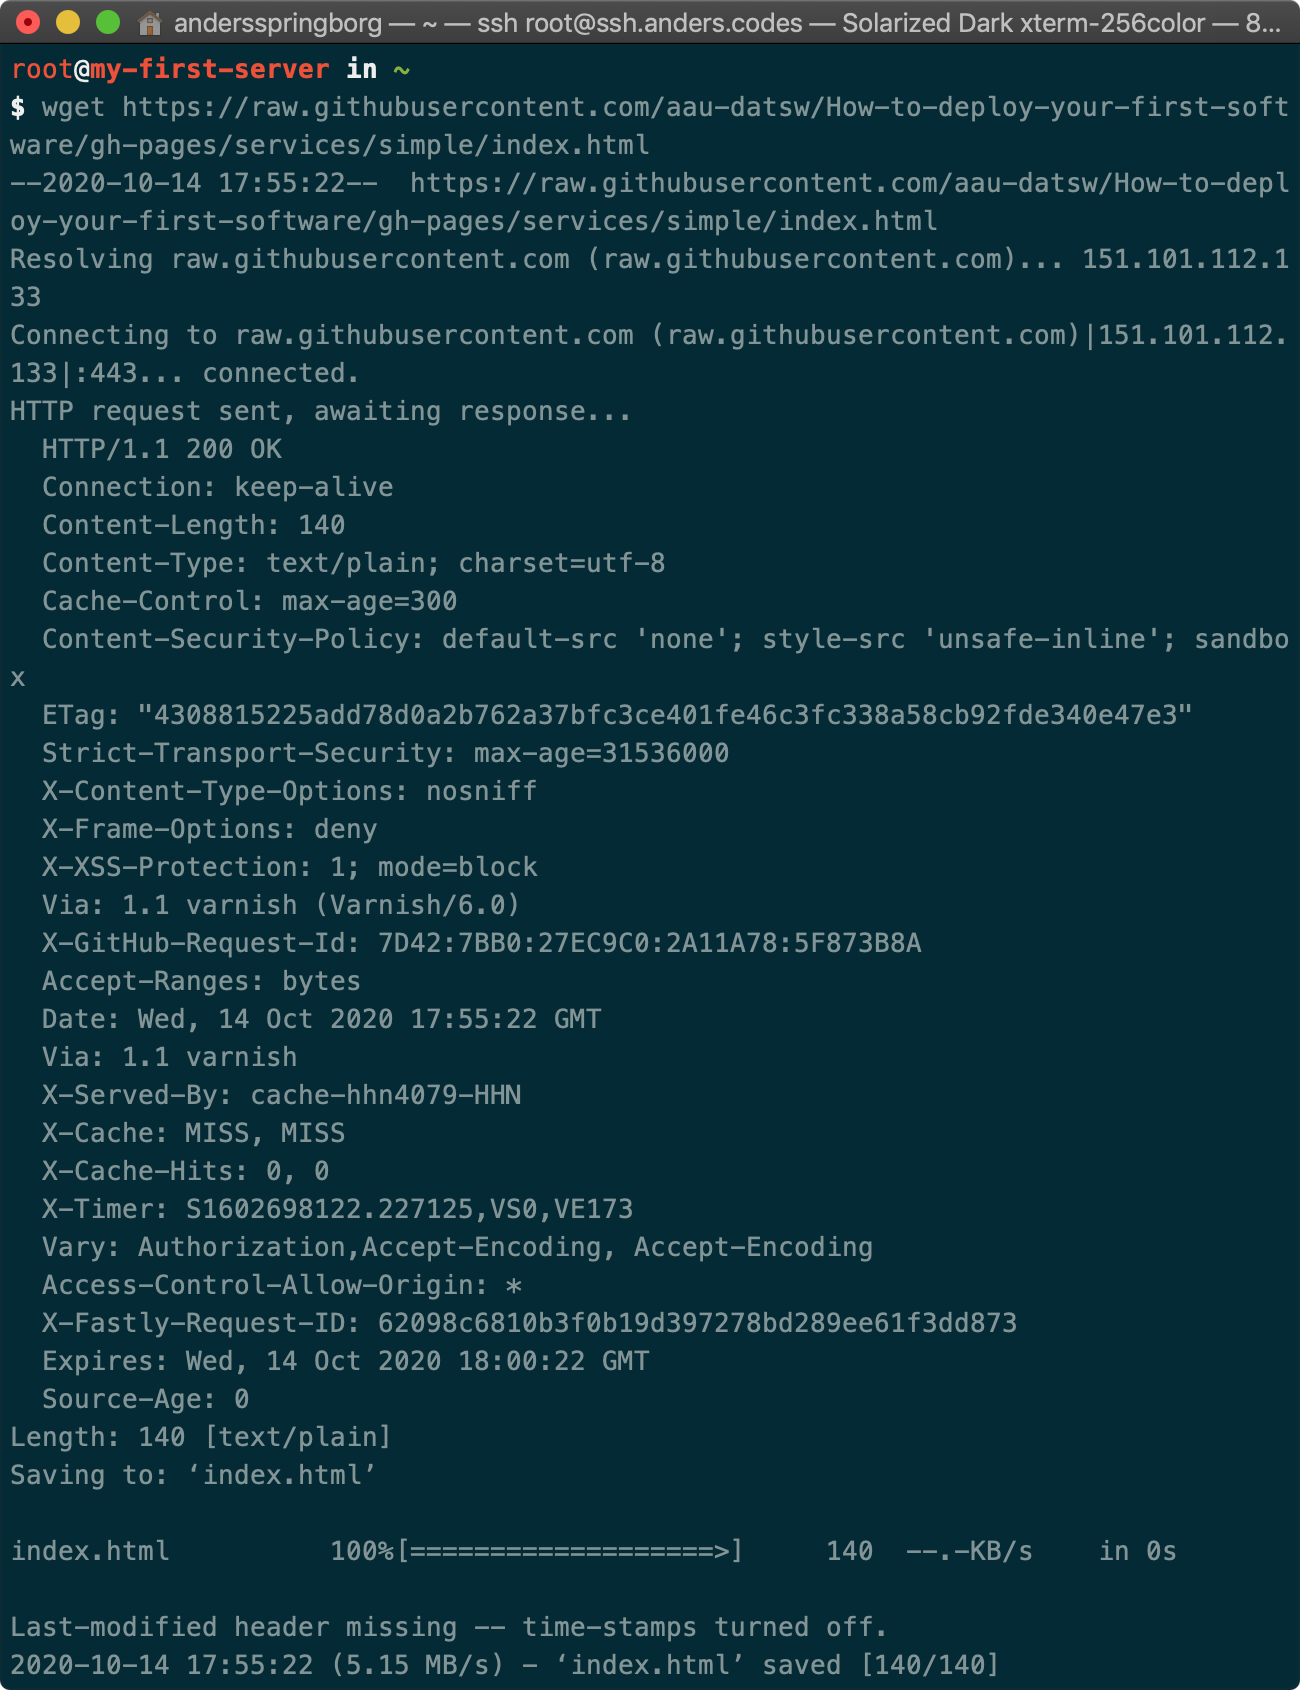 andersspringborg — ~ — ssh root@ssh.anders.codes — Solarized Dark xterm-256color — 8...
root@my-first-server in ~
$ wget https://raw.githubusercontent.com/aau-datsw/How-to-deploy-your-first-soft
ware/gh-pages/services/simple/index.html
--2020-10-14 17:55:22--  https://raw.githubusercontent.com/aau-datsw/How-to-depl
oy-your-first-software/gh-pages/services/simple/index.html
Resolving raw.githubusercontent.com (raw.githubusercontent.com)... 151.101.112.1
33
Connecting to raw.githubusercontent.com (raw.githubusercontent.com)|151.101.112.
133|:443... connected.
HTTP request sent, awaiting response...
  HTTP/1.1 200 OK
  Connection: keep-alive
  Content-Length: 140
  Content-Type: text/plain; charset=utf-8
  Cache-Control: max-age=300
  Content-Security-Policy: default-src 'none'; style-src 'unsafe-inline'; sandbo
x
  ETag: "4308815225add78d0a2b762a37bfc3ce401fe46c3fc338a58cb92fde340e47e3"
  Strict-Transport-Security: max-age=31536000
  X-Content-Type-Options: nosniff
  X-Frame-Options: deny
  X-XSS-Protection: 1; mode=block
  Via: 1.1 varnish (Varnish/6.0)
  X-GitHub-Request-Id: 7D42:7BB0:27EC9C0:2A11A78:5F873B8A
  Accept-Ranges: bytes
  Date: Wed, 14 Oct 2020 17:55:22 GMT
  Via: 1.1 varnish
  X-Served-By: cache-hhn4079-HHN
  X-Cache: MISS, MISS
  X-Cache-Hits: 0, 0
  X-Timer: S1602698122.227125,VS0,VE173
  Vary: Authorization,Accept-Encoding, Accept-Encoding
  Access-Control-Allow-Origin: *
  X-Fastly-Request-ID: 62098c6810b3f0b19d397278bd289ee61f3dd873
  Expires: Wed, 14 Oct 2020 18:00:22 GMT
  Source-Age: 0
Length: 140 [text/plain]
Saving to: ‘index.html’
index.html          100%[===================>]     140  --.-KB/s    in 0s
Last-modified header missing -- time-stamps turned off.
2020-10-14 17:55:22 (5.15 MB/s) - ‘index.html’ saved [140/140]